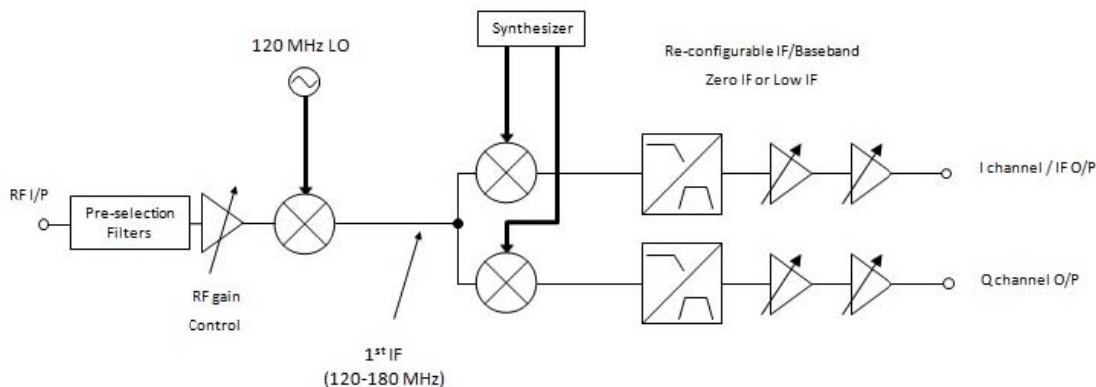 Synthesizer
120 MHz LO
Re-configurable IF/Baseband
Zero IF or Low IF
RF I/P
Pre-selection
Filters
I channel / IF O/P
RF gain
Control
Q channel O/P
1st IF
(120-180 MHz)